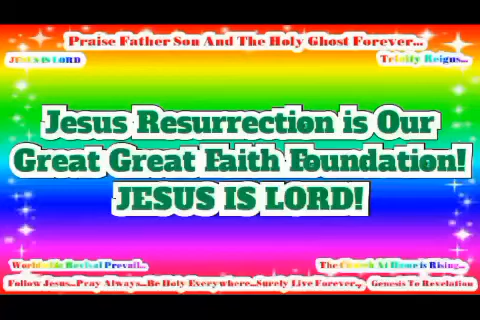 Praise Father Son And The Holy Ghost Forever...
JESUS IS LORD
Trinity Reigns...
Jesus Resurrection is Our
Great Great Faith Foundation!
JESUS IS LORD!
Worldwide Revival Prevail...
The Church At Home is Rising...
Follow Jesus...Pray Always...Be Holy Everywhere...Surely Live Forever...
Genesis To Revelation